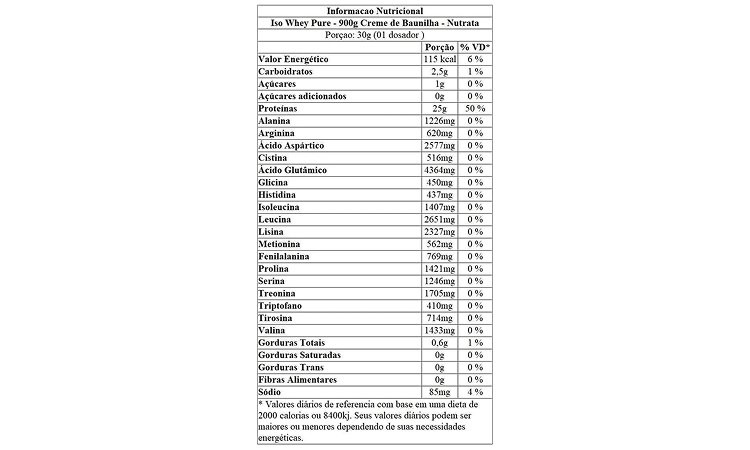 Informacao Nutricional
Iso Whey Pure - 900g Creme de Baunilha - Nutrata
Porçao: 30g (01 dosador )
Porção % VD*
Valor Energético 115 kcal 6 %
Carboidratos 2,5g 1 %
Açúcares 1g 0 %
Açúcares adicionados 0g 0 %
Proteínas 25g 50 %
Alanina 1226mg 0 %
Arginina 620mg 0 %
Ácido Aspártico 2577mg 0 %
Cistina 516mg 0 %
Ácido Glutâmico 4364mg 0 %
Glicina 450mg 0 %
Histidina 437mg 0 %
Isoleucina 1407mg 0 %
Leucina 2651mg 0 %
Lisina 2327mg 0 %
Metionina 562mg 0 %
Fenilalanina 769mg 0 %
Prolina 1421mg 0 %
Serina 1246mg 0 %
Treonina 1705mg 0 %
Triptofano 410mg 0 %
Tirosina 714mg 0 %
Valina 1433mg 0 %
Gorduras Totais 0,6g 1 %
Gorduras Saturadas 0g 0 %
Gorduras Trans 0g 0 %
Fibras Alimentares 0g 0 %
Sódio 85mg 4 %
* Valores diários de referencia com base em uma dieta de
2000 calorias ou 8400kj. Seus valores diários podem ser
maiores ou menores dependendo de suas necessidades
energéticas.